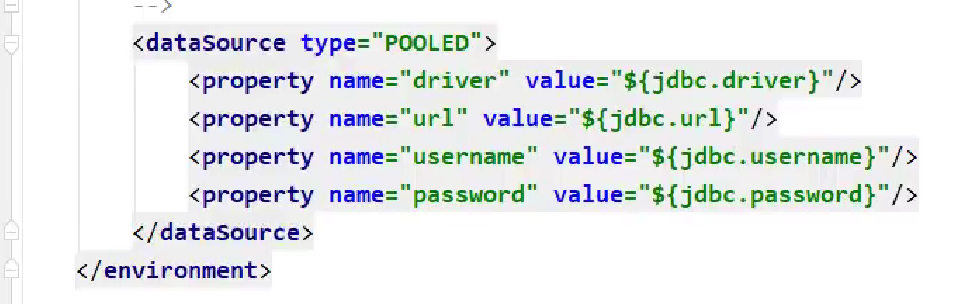 -->
<dataSource type="POOLED">
<property name="driver" value="${jdbc.driver}"/>
<property name="url" value="${jdbc.url}"/>
<property name="username" value="${jdbc.username}"/>
<property name="password" value="${jdbc.password}"/>
</dataSource>
</environment>